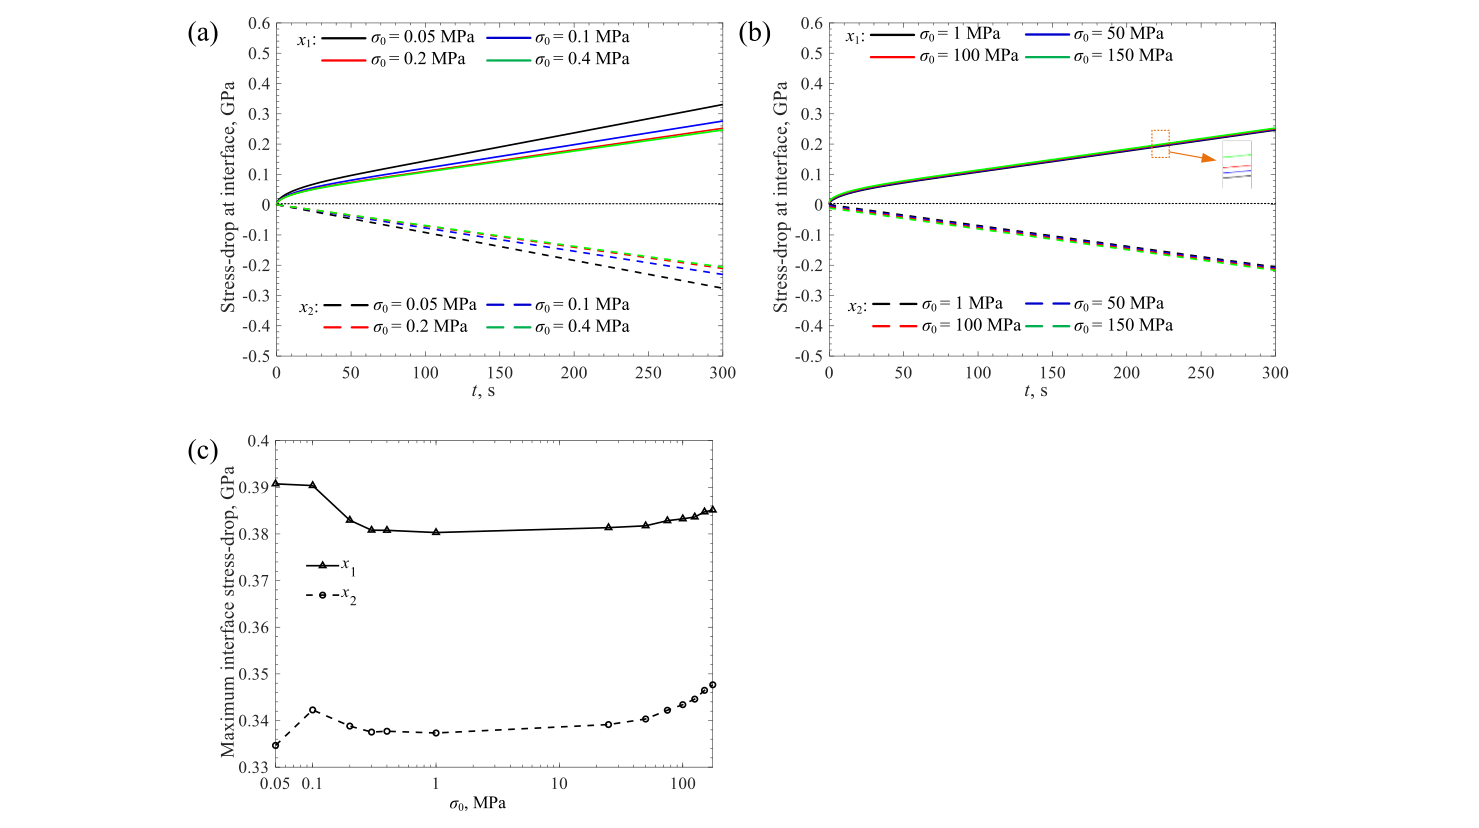 (a)
0.6
0.5
0.4
0.3
0.2
0.1
0
-0.1
-0.2
-0.3
-0.4
-0.5
Stress-drop at interface, GPa
x1: σ0 = 0.05 MPa σ0 = 0.1 MPa
σ0 = 0.2 MPa σ0 = 0.4 MPa
x2: σ0 = 0.05 MPa σ0 = 0.1 MPa
σ0 = 0.2 MPa σ0 = 0.4 MPa
0 50 100 150 200 250 300
t, s
(b)
0.6
0.5
0.4
0.3
0.2
0.1
0
-0.1
-0.2
-0.3
-0.4
-0.5
Stress-drop at interface, GPa
x1: σ0 = 1 MPa σ0 = 50 MPa
σ0 = 100 MPa σ0 = 150 MPa
x2: σ0 = 1 MPa σ0 = 50 MPa
σ0 = 100 MPa σ0 = 150 MPa
0 50 100 150 200 250 300
t, s
(c)
0.4
0.39
0.38
0.37
0.36
0.35
0.34
0.33
Maximum interface stress-drop, GPa
x1
x2
0.05 0.1 1 10 100
σ0, MPa